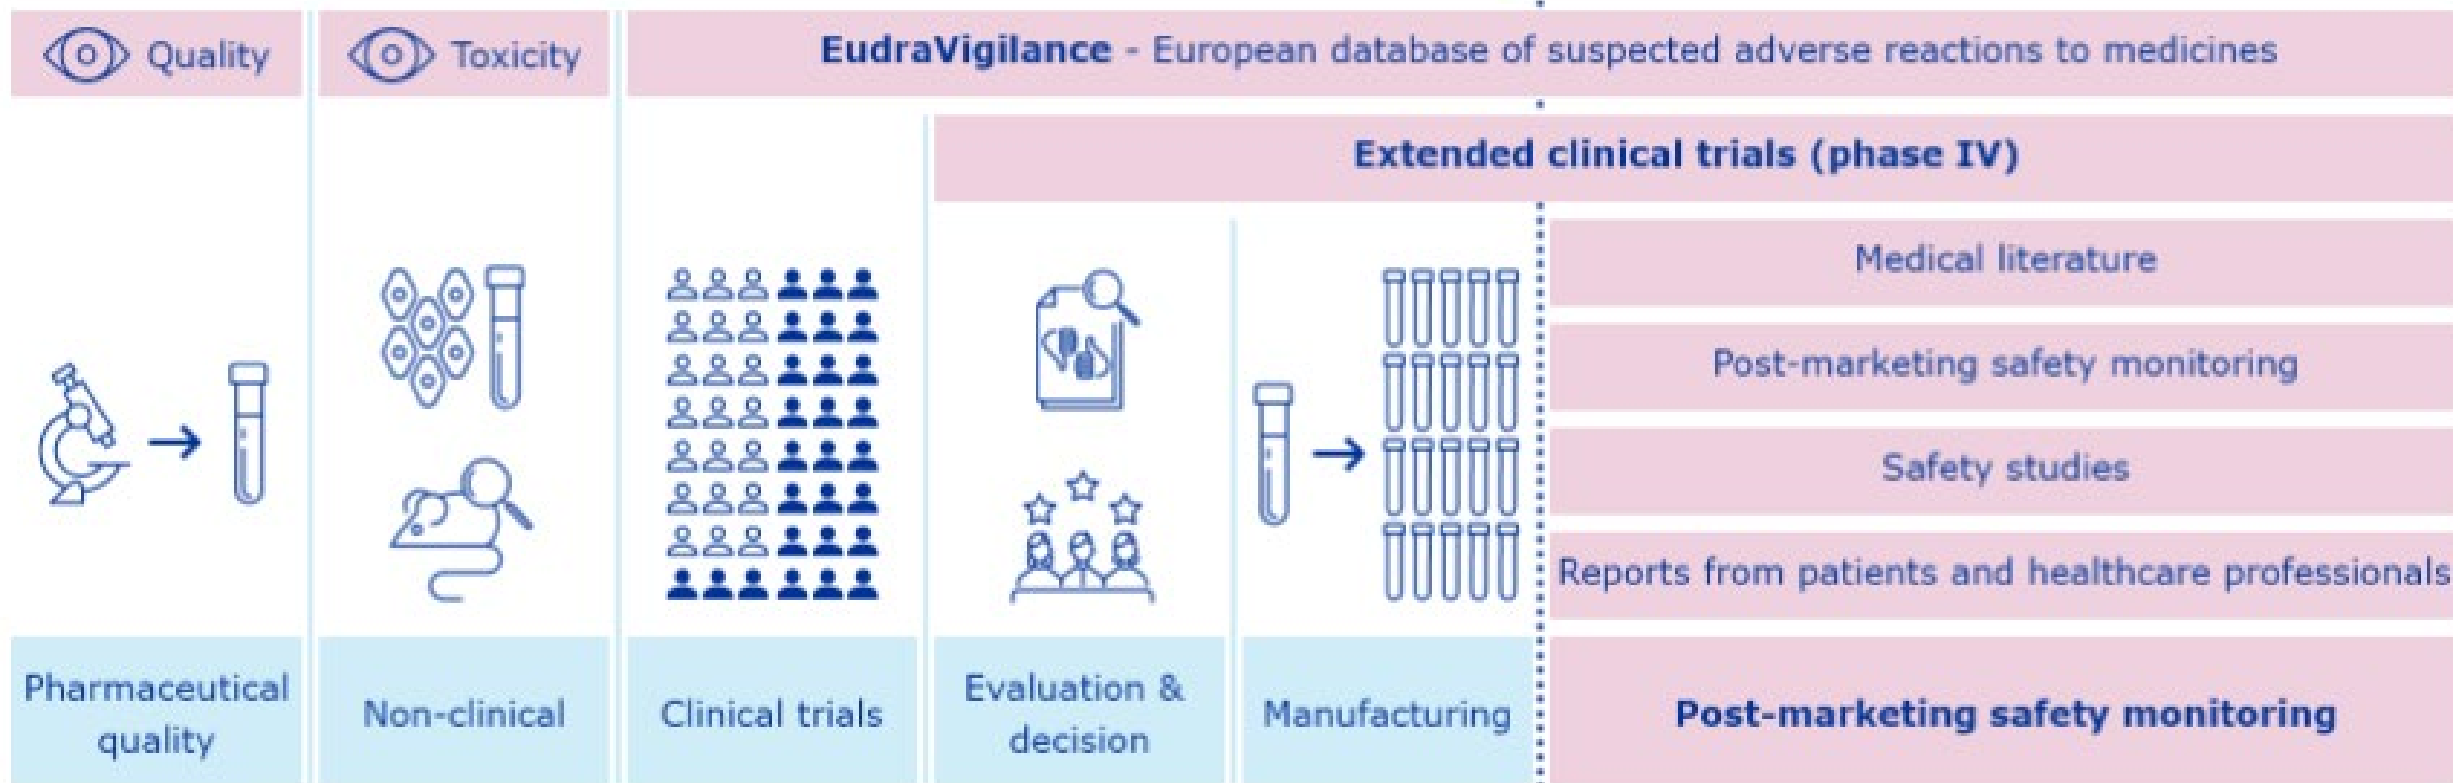 Quality
Toxicity
EudraVigilance - European database of suspected adverse reactions to medicines
Extended clinical trials (phase IV)
Medical literature
Post-marketing safety monitoring
Safety studies
Reports from patients and healthcare professionals
Pharmaceutical
quality
Non-clinical
Clinical trials
Evaluation &
decision
Manufacturing
Post-marketing safety monitoring